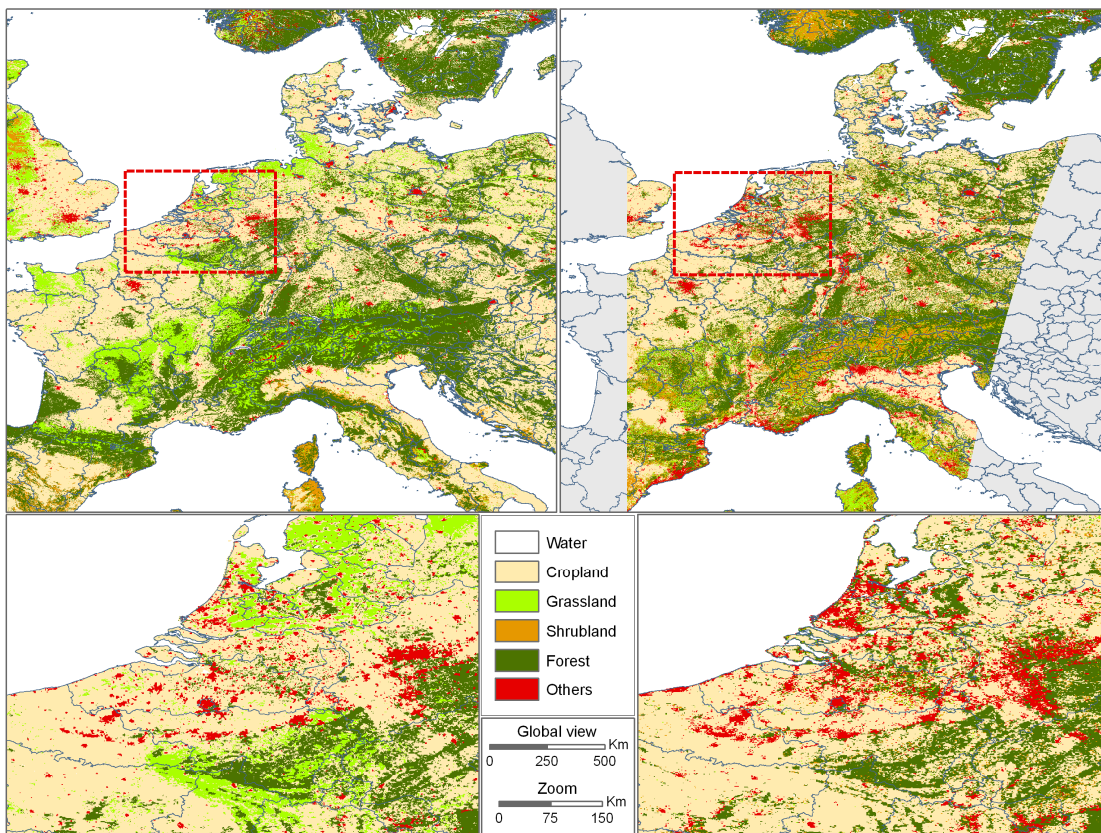 Water
Cropland
Grassland
Shrubland
Forest
Others
Global view
Km
0 250 500
Zoom
Km
0 75 150